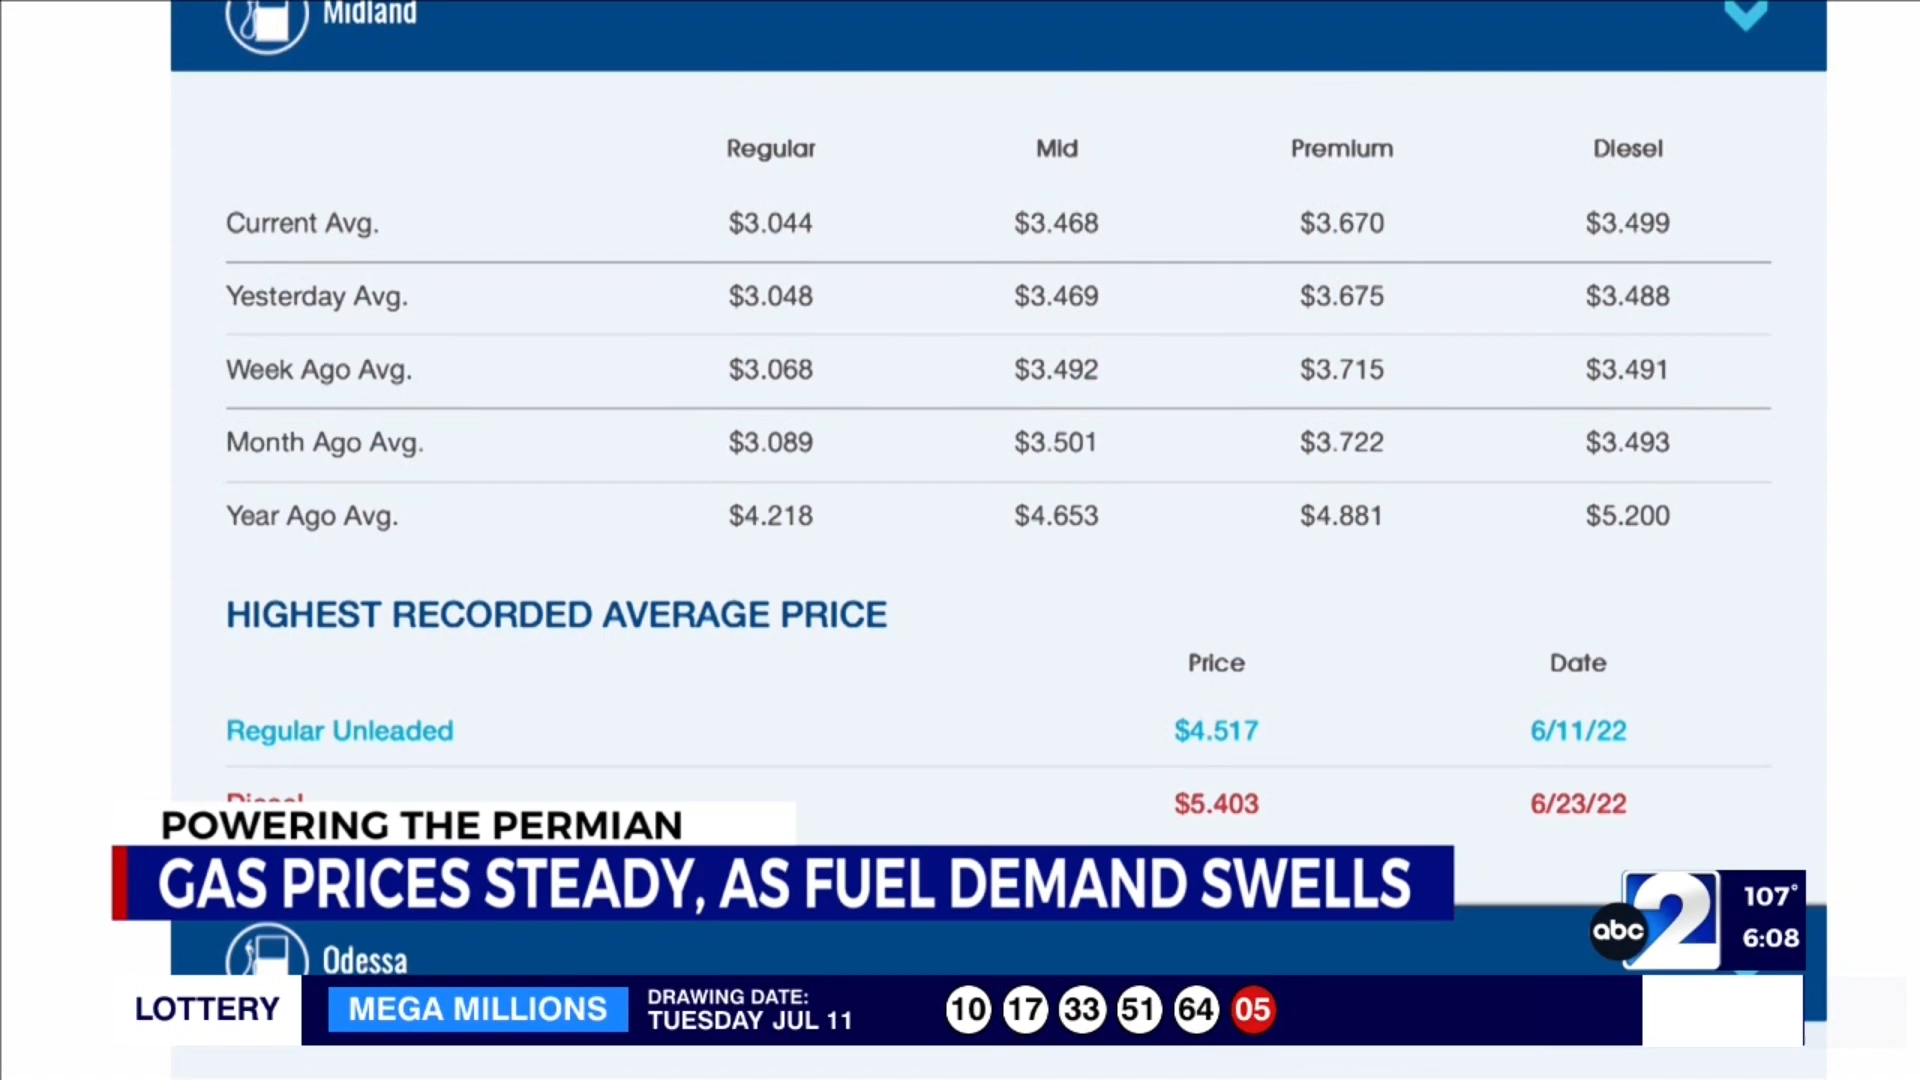 Midland
Regular Mid Premium Diesel
Current Avg. $3.044 $3.468 $3.670 $3.499
Yesterday Avg. $3.048 $3.469 $3.675 $3.488
Week Ago Avg. $3.068 $3.492 $3.715 $3.491
Month Ago Avg. $3.089 $3.501 $3.722 $3.493
Year Ago Avg. $4.218 $4.653 $4.881 $5.200
HIGHEST RECORDED AVERAGE PRICE
Price Date
Regular Unleaded $4.517 6/11/22
Diesel $5.403 6/23/22
POWERING THE PERMIAN
GAS PRICES STEADY, AS FUEL DEMAND SWELLS
abc 2 107°
6:08
Odessa
LOTTERY MEGA MILLIONS DRAWING DATE:
TUESDAY JUL 11
10 17 33 51 64 05